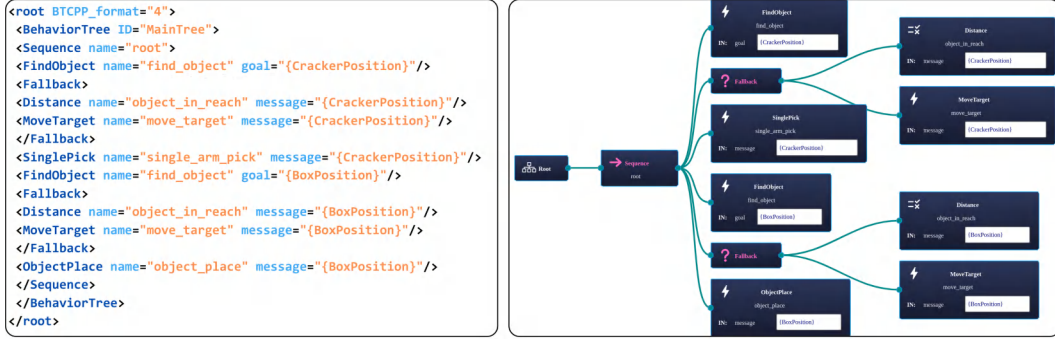 <root BTCPP_format="4">
<BehaviorTree ID="MainTree">
<Sequence name="root">
<FindObject name="find_object" goal="{CrackerPosition}"/>
<Fallback>
<Distance name="object_in_reach" message="{CrackerPosition}"/>
<MoveTarget name="move_target" message="{CrackerPosition}"/>
</Fallback>
<SinglePick name="single_arm_pick" message="{CrackerPosition}"/>
<FindObject name="find_object" goal="{BoxPosition}"/>
<Fallback>
<Distance name="object_in_reach" message="{BoxPosition}"/>
<MoveTarget name="move_target" message="{BoxPosition}"/>
</Fallback>
<ObjectPlace name="object_place" message="{BoxPosition}"/>
</Sequence>
</BehaviorTree>
</root>
Root
Sequence
root
FindObject
find_object
IN: goal {CrackerPosition}
Fallback
Distance
object_in_reach
IN: message {CrackerPosition}
MoveTarget
move_target
IN: message {CrackerPosition}
SinglePick
single_arm_pick
IN: message {CrackerPosition}
FindObject
find_object
IN: goal {BoxPosition}
Fallback
Distance
object_in_reach
IN: message {BoxPosition}
MoveTarget
move_target
IN: message {BoxPosition}
ObjectPlace
object_place
IN: message {BoxPosition}